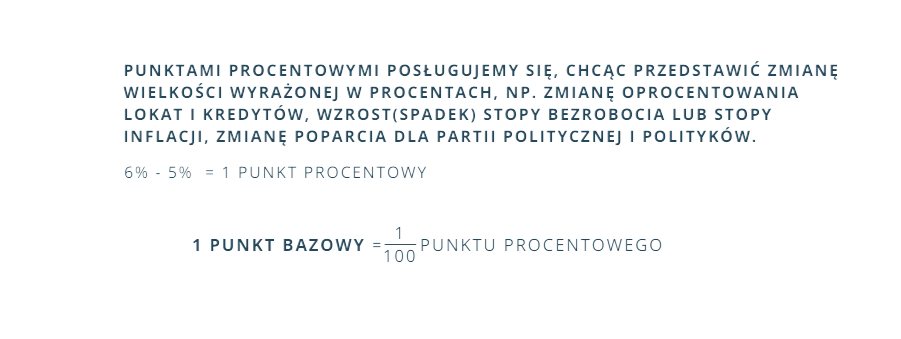 PUNKTAMI PROCENTOWYMI POSŁUGUJEMY SIĘ, CHCĄC PRZEDSTAWIĆ ZMIANĘ
WIELKOŚCI WYRAŻONEJ W PROCENTACH, NP. ZMIANĘ OPROCENTOWANIA
LOKAT I KREDYTÓW, WZROST(SPADEK) STOPY BEZROBOCIA LUB STOPY
INFLACJI, ZMIANĘ POPARCIA DLA PARTII POLITYCZNEJ I POLITYKÓW.
6% - 5% = 1 PUNKT PROCENTOWY
1 PUNKT BAZOWY = 1/100 PUNKTU PROCENTOWEGO